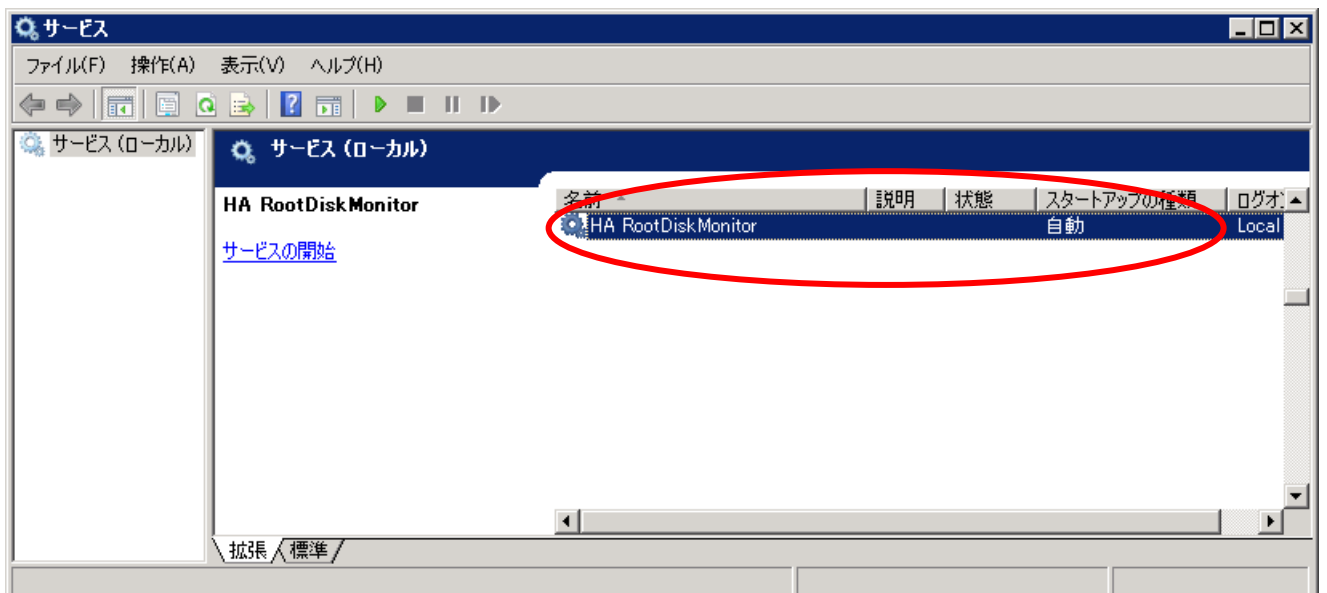 サービス
ファイル(F) 操作(A) 表示(V) ヘルプ(H)
サービス (ローカル)
サービス (ローカル)
HA RootDiskMonitor
サービスの開始
名前 説明 状態 スタートアップの種類 ログオ
HA RootDiskMonitor 自動 Local
拡張 標準